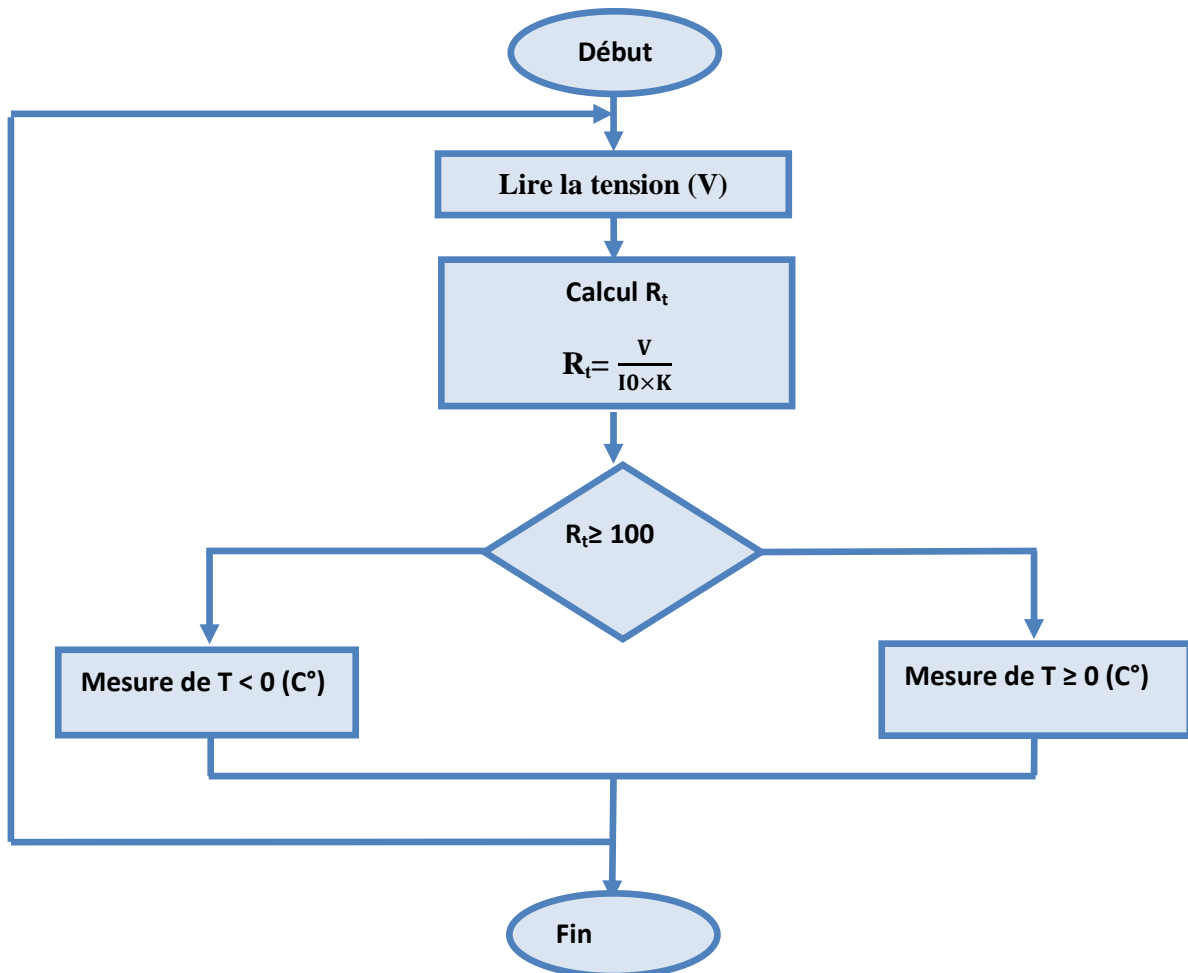 Début
Lire la tension (V)
Calcul Rₜ
Rₜ= V / I0×K
Rₜ≥ 100
Mesure de T < 0 (C°)
Mesure de T ≥ 0 (C°)
Fin